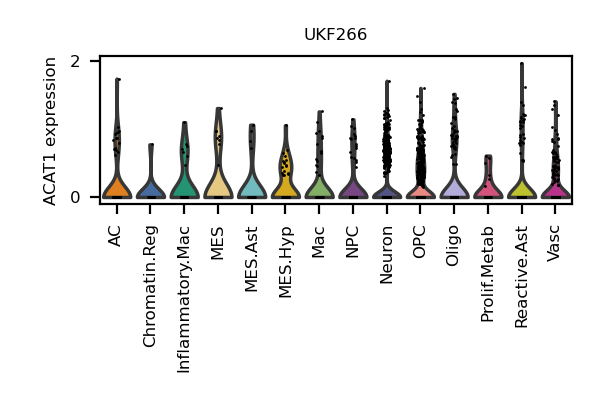 UKF266
ACAT1 expression
2
0
AC
Chromatin.Reg
Inflammatory.Mac
MES
MES.Ast
MES.Hyp
Mac
NPC
Neuron
OPC
Oligo
Prolif.Metab
Reactive.Ast
Vasc